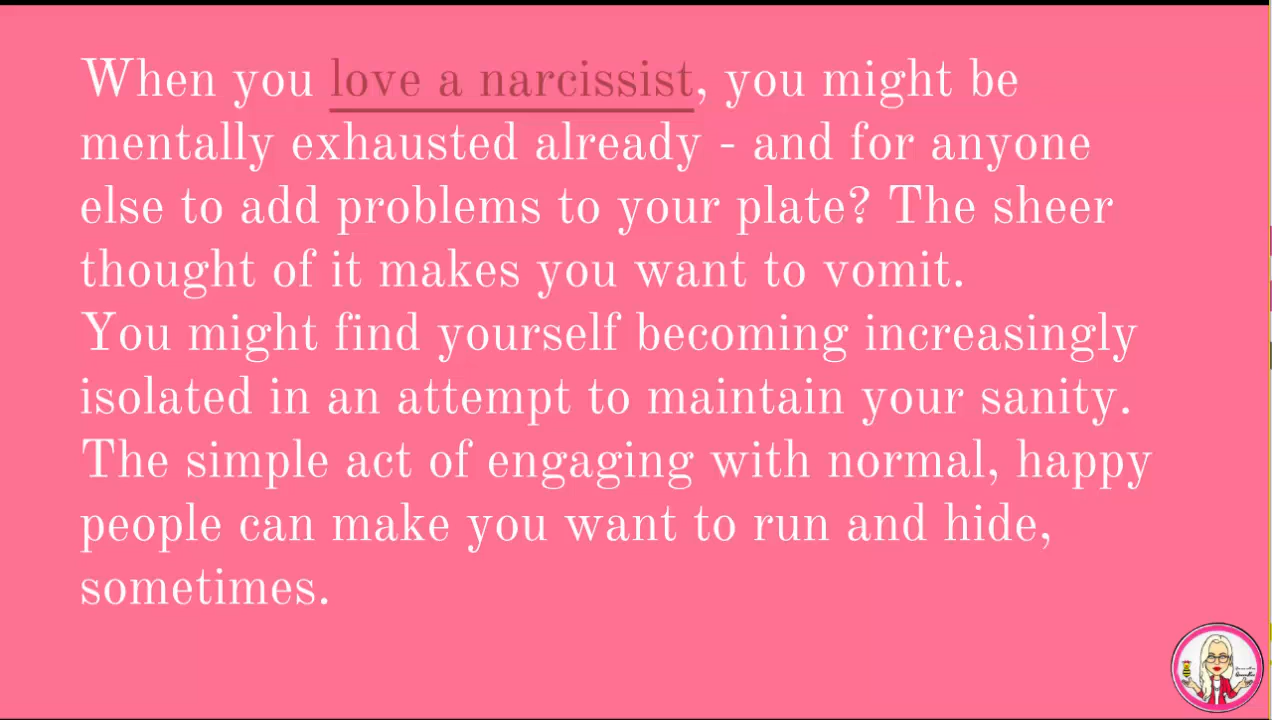 When you love a narcissist, you might be
mentally exhausted already - and for anyone
else to add problems to your plate? The sheer
thought of it makes you want to vomit.
You might find yourself becoming increasingly
isolated in an attempt to maintain your sanity.
The simple act of engaging with normal, happy
people can make you want to run and hide,
sometimes.